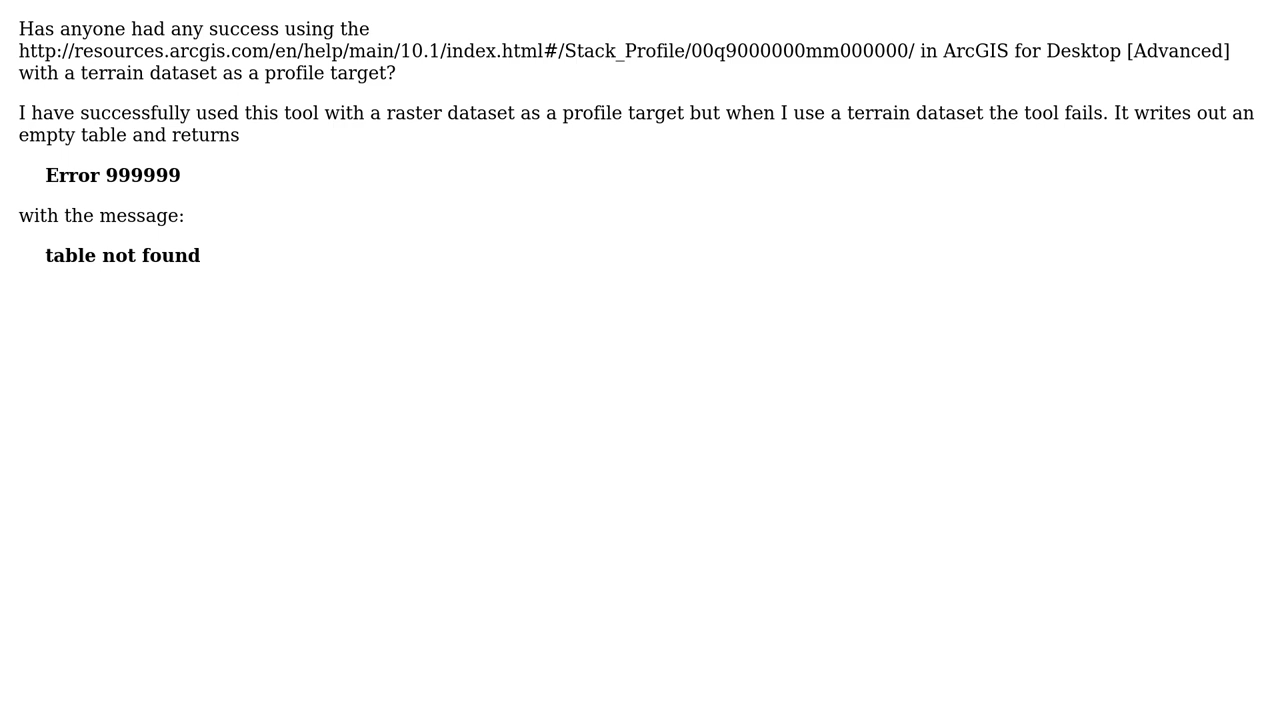 Has anyone had any success using the
http://resources.arcgis.com/en/help/main/10.1/index.html#/Stack_Profile/00q9000000mm000000/ in ArcGIS for Desktop [Advanced]
with a terrain dataset as a profile target?
I have successfully used this tool with a raster dataset as a profile target but when I use a terrain dataset the tool fails. It writes out an
empty table and returns
Error 999999
with the message:
table not found